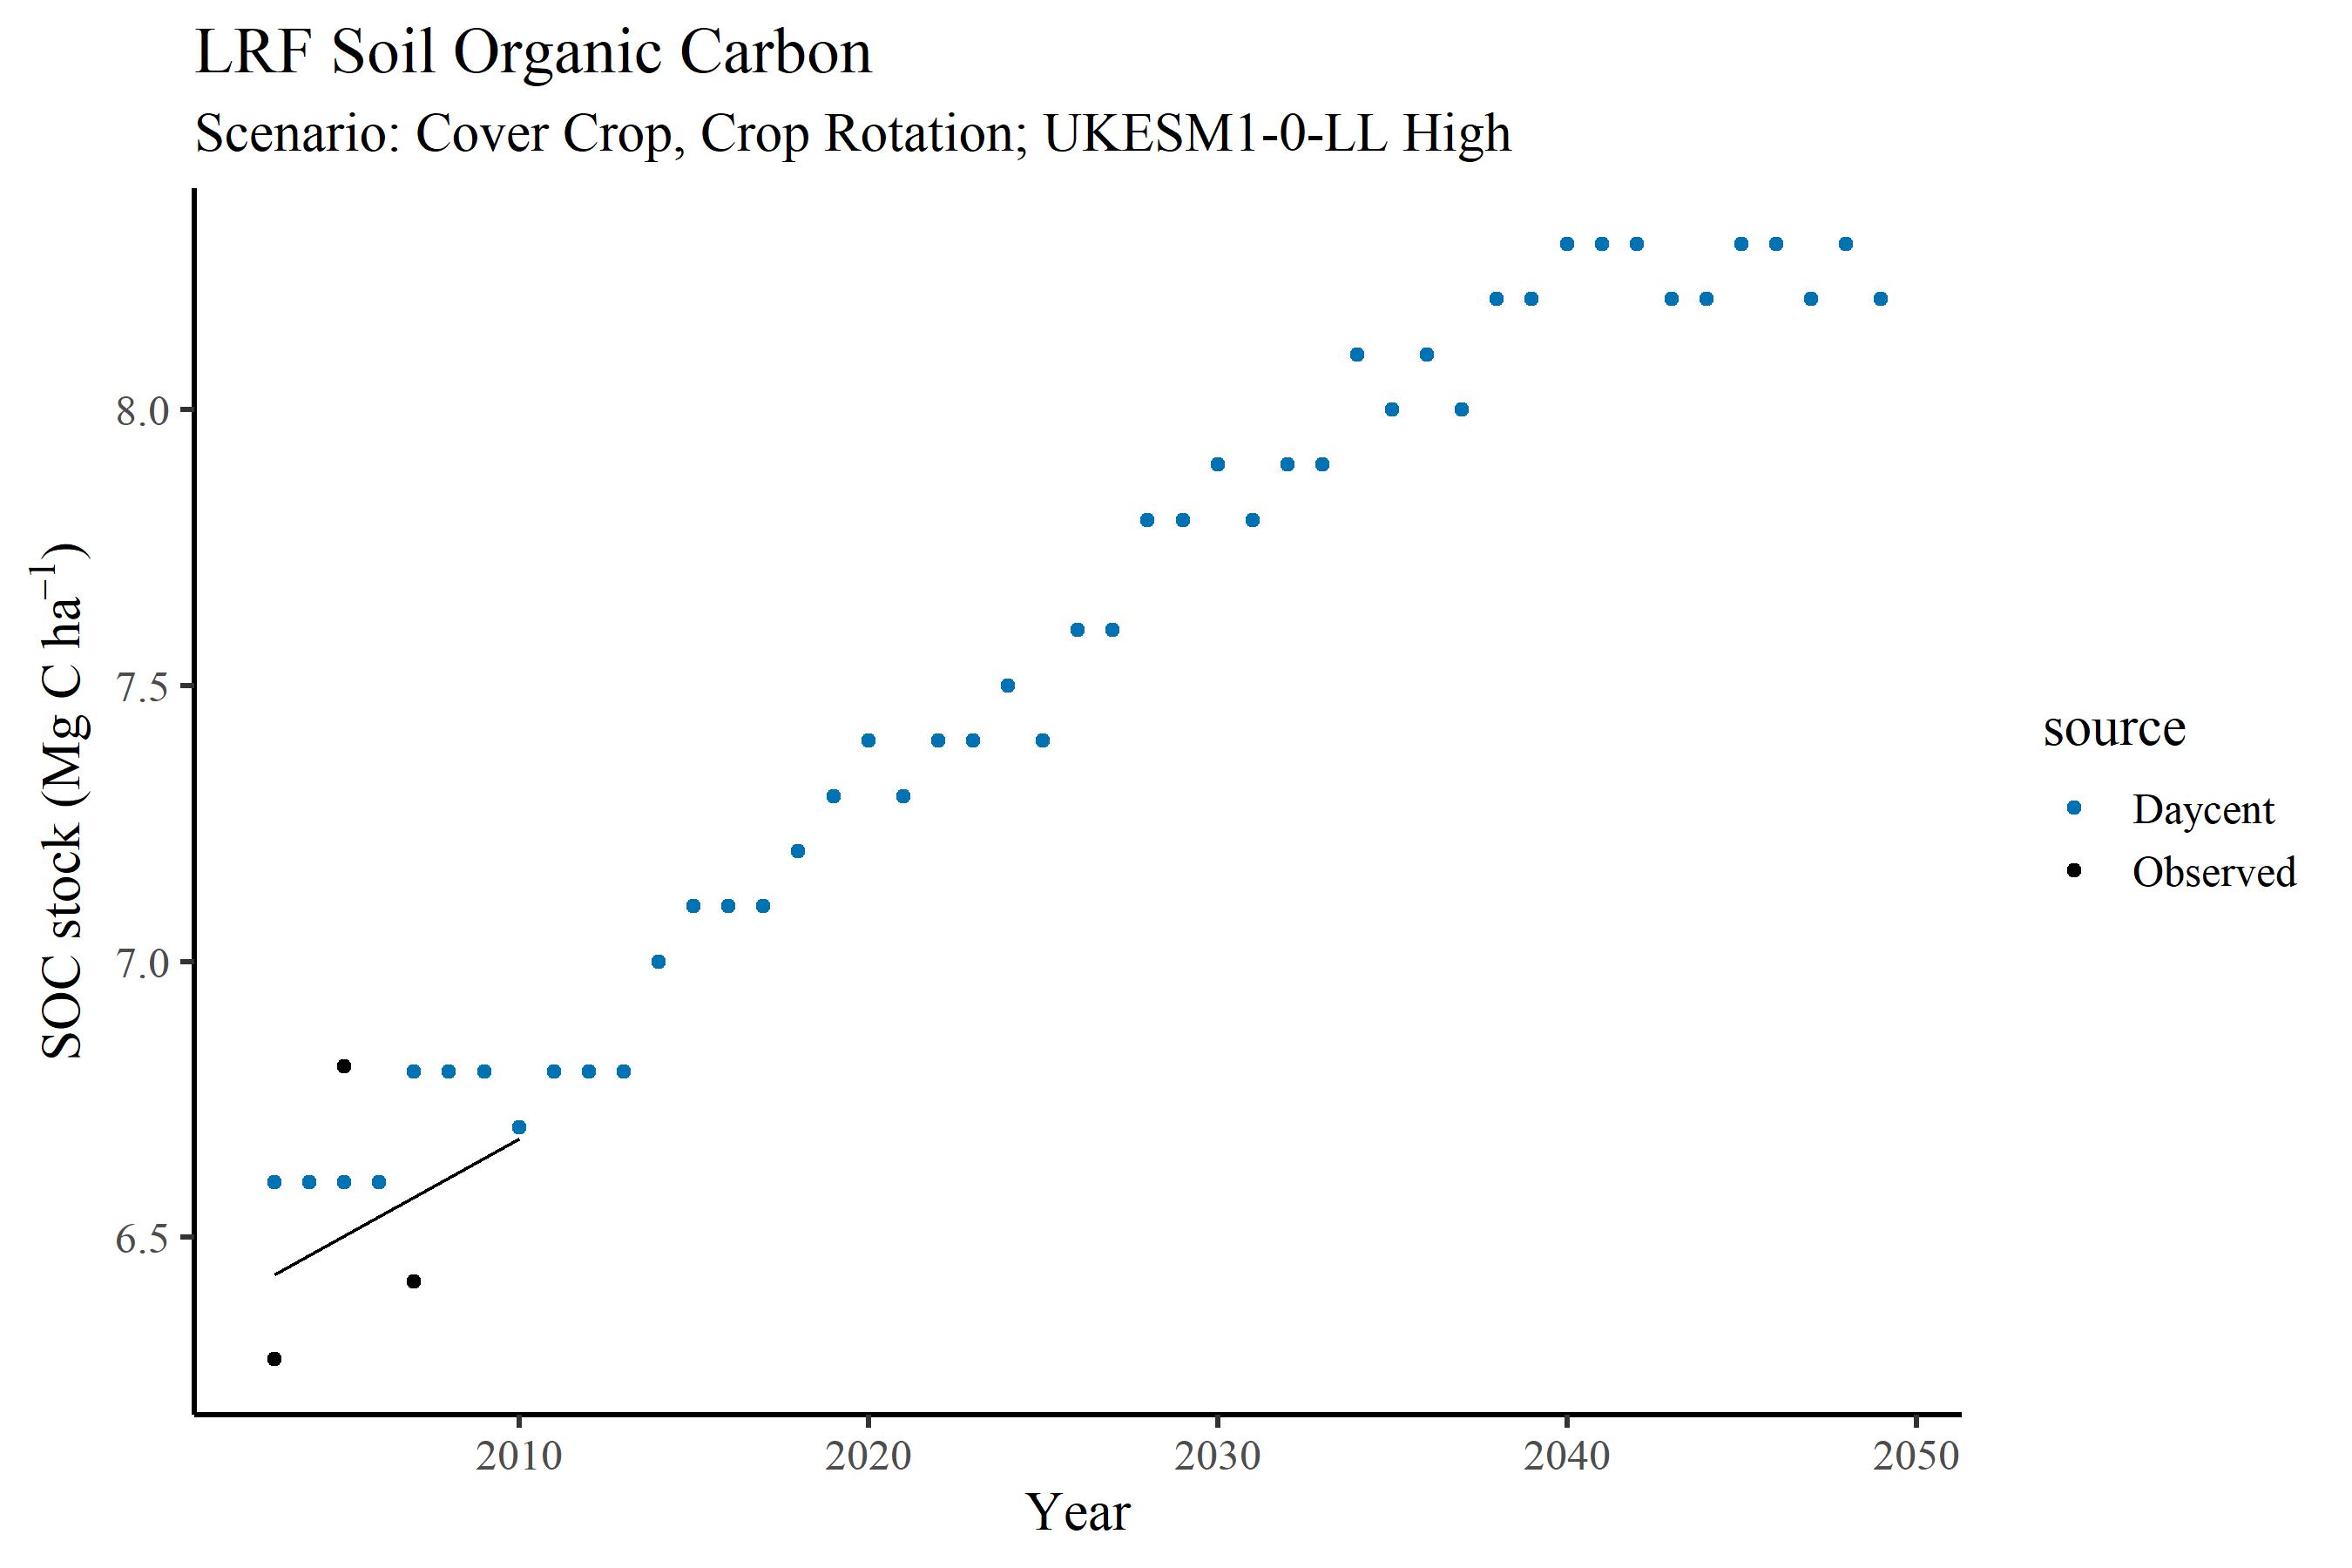 LRF Soil Organic Carbon
Scenario: Cover Crop, Crop Rotation; UKESM1-0-LL High
SOC stock (Mg C ha⁻¹)
8.0
7.5
7.0
6.5
2010 2020 2030 2040 2050
Year
source
Daycent
Observed